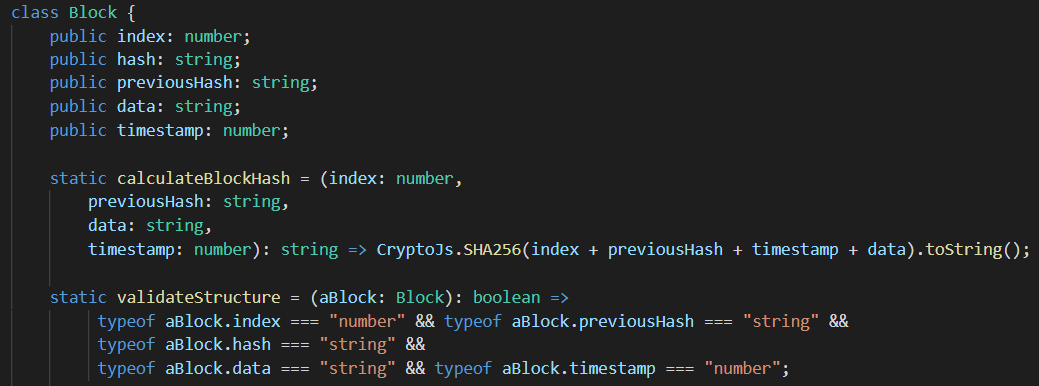 class Block {
    public index: number;
    public hash: string;
    public previousHash: string;
    public data: string;
    public timestamp: number;

    static calculateBlockHash = (index: number,
        previousHash: string,
        data: string,
        timestamp: number): string => CryptoJs.SHA256(index + previousHash + timestamp + data).toString();

    static validateStructure = (aBlock: Block): boolean =>
         typeof aBlock.index === "number" && typeof aBlock.previousHash === "string" &&
         typeof aBlock.hash === "string" &&
         typeof aBlock.data === "string" && typeof aBlock.timestamp === "number";